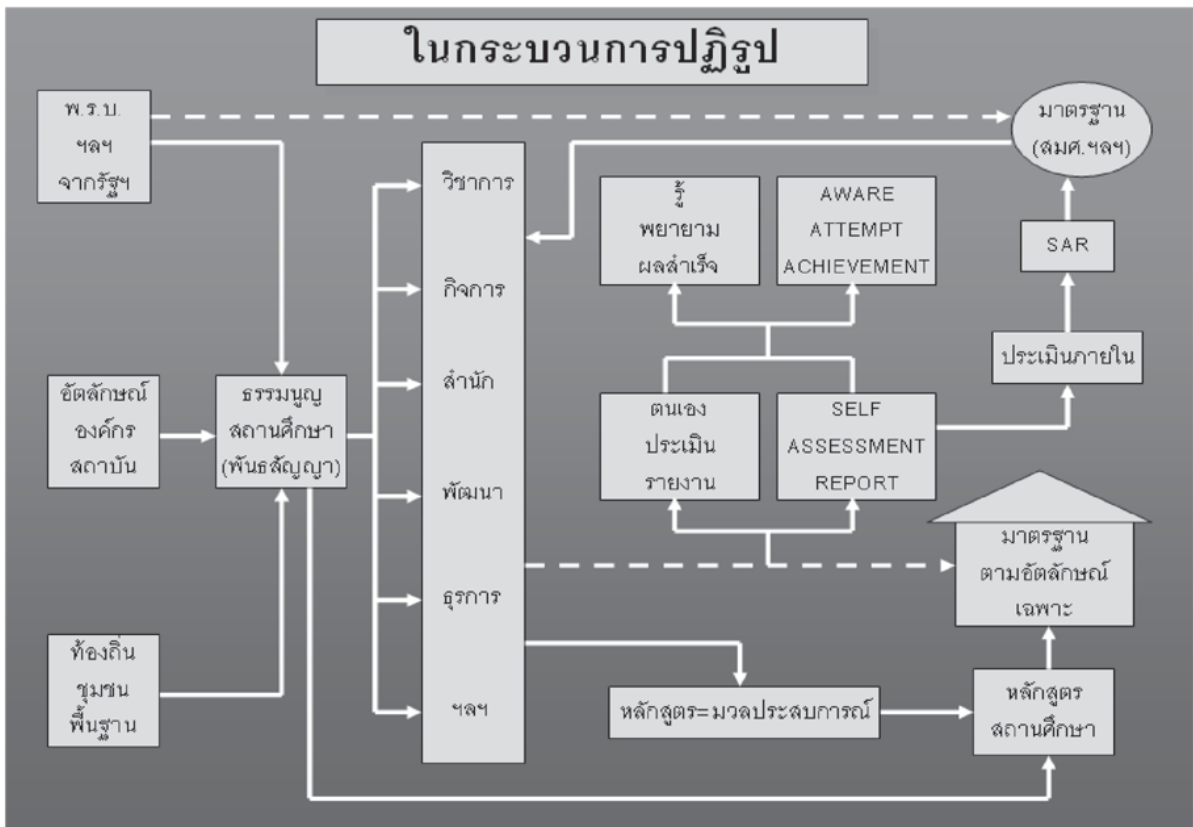 ในกระบวนการปฏิรูป
พ.ร.บ.
ฯลฯ
จากรัฐฯ
มาตรฐาน
(สมศ.ฯลฯ)
วิชาการ
กิจการ
สำนัก
พัฒนา
ธุรการ
ฯลฯ
รู้
พยายาม
ผลสำเร็จ
AWARE
ATTEMPT
ACHIEVEMENT
SAR
ประเมินภายใน
อัตลักษณ์
องค์กร
สถาบัน
ธรรมนูญ
สถานศึกษา
(พันธสัญญา)
ตนเอง
ประเมิน
รายงาน
SELF
ASSESSMENT
REPORT
มาตรฐาน
ตามอัตลักษณ์
เฉพาะ
ท้องถิ่น
ชุมชน
พื้นฐาน
หลักสูตร=มวลประสบการณ์
หลักสูตร
สถานศึกษา